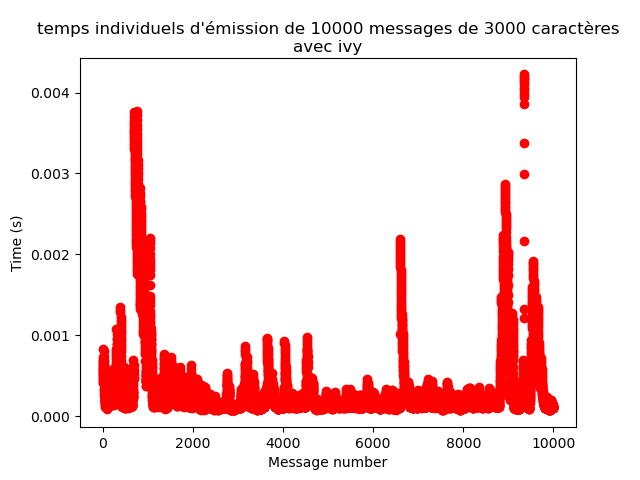 temps individuels d'émission de 10000 messages de 3000 caractères
avec ivy
0.004
0.003
0.002
0.001
0.000
Time (s)
0 2000 4000 6000 8000 10000
Message number